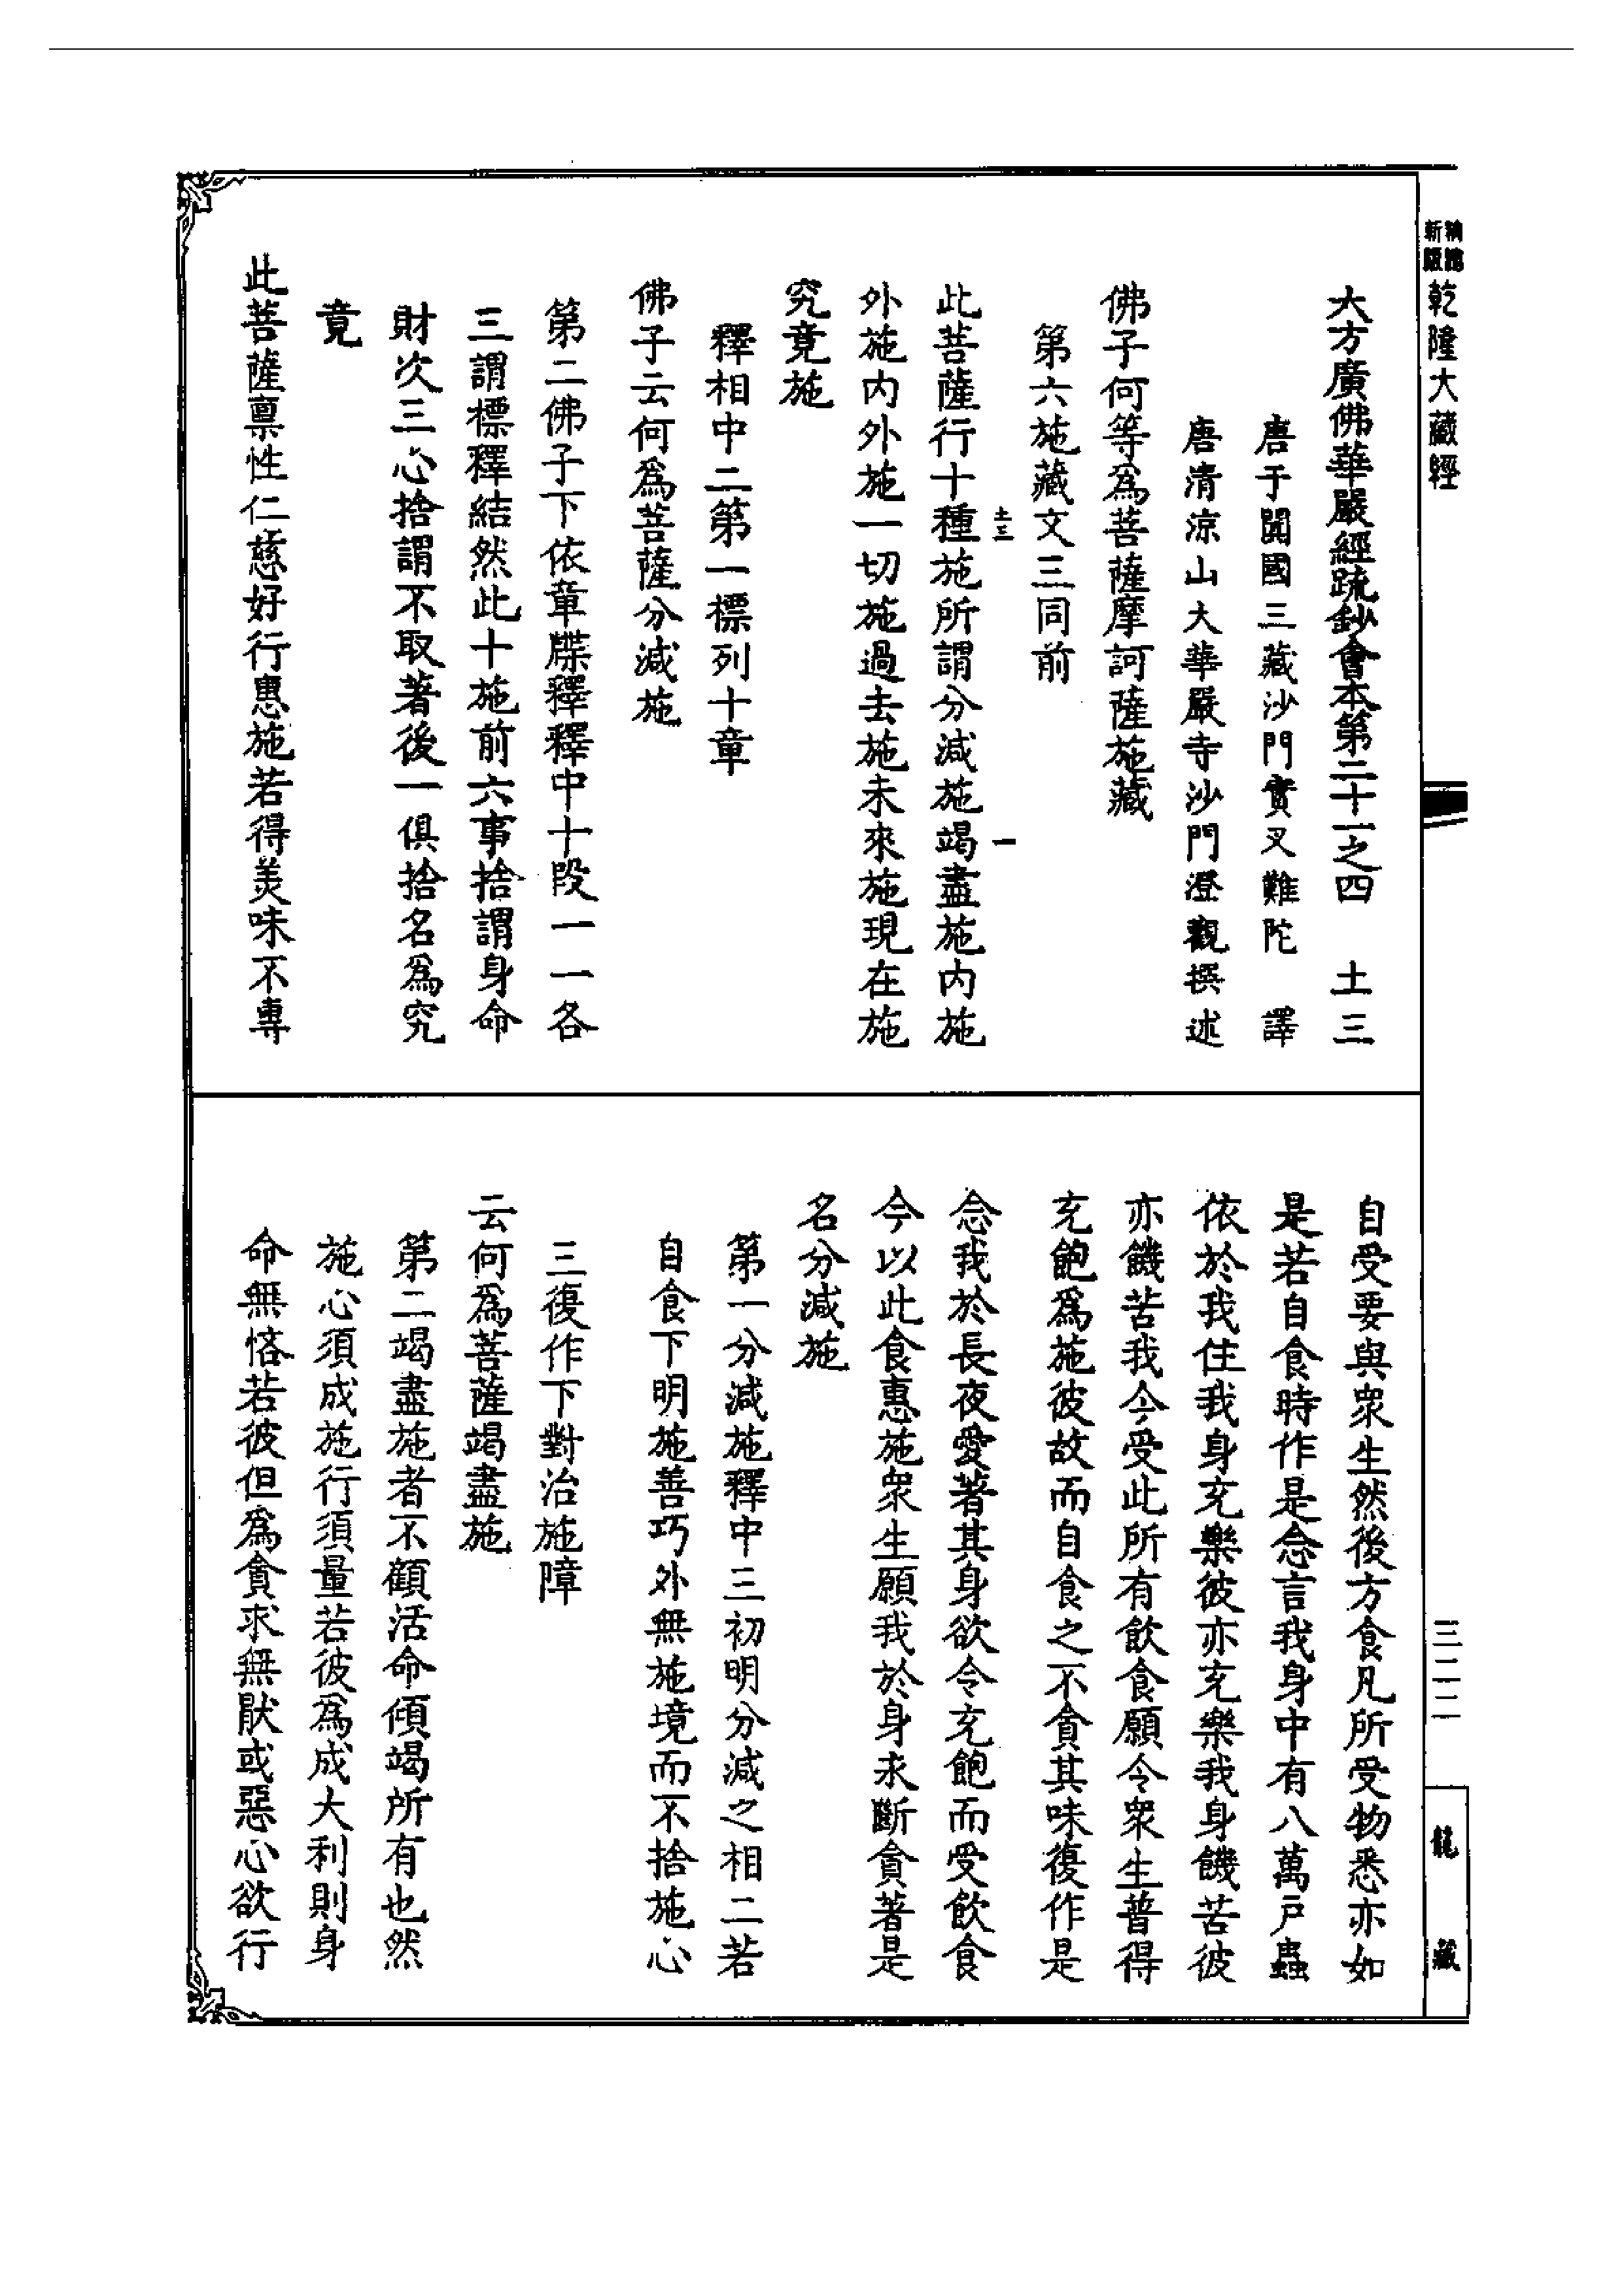 新版
精選
乾隆大藏經
大方廣佛華嚴經疏鈔會本第二十一之四　土三
唐于闐國三藏沙門實叉難陀　譯
唐清涼山大華嚴寺沙門澄觀撰述
佛子何等為菩薩摩訶薩施藏
第六施藏文三同前
土三　一
此菩薩行十種施所謂分減施竭盡施內施
外施內外施一切施過去施未來施現在施
究竟施
釋相中二第一標列十章
佛子云何為菩薩分減施
第二佛子下依章牒釋釋中十段一一各
三謂標釋結然此十施前六事捨謂身命
財次三心捨謂不取著後一俱捨名為究
竟
此菩薩稟性仁慈好行惠施若得美味不專
自受要與眾生然後方食凡所受物悉亦如
是若自食時作是念言我身中有八萬戶蟲
依於我住我身充樂彼亦充樂我身饑苦彼
亦饑苦我今受此所有飲食願令眾生普得
充飽為施彼故而自食之不貪其味復作是
念我於長夜愛著其身欲令充飽而受飲食
今以此食惠施眾生願我於身永斷貪著是
名分減施
第一分減施釋中三初明分減之相二若
自食下明施善巧外無施境而不捨施心
三復作下對治施障
云何為菩薩竭盡施
第二竭盡施者不顧活命傾竭所有也然
施心須成施行須量若彼為成大利則身
命無悋若彼但為貪求無猒或惡心欲行
三二二
龍藏